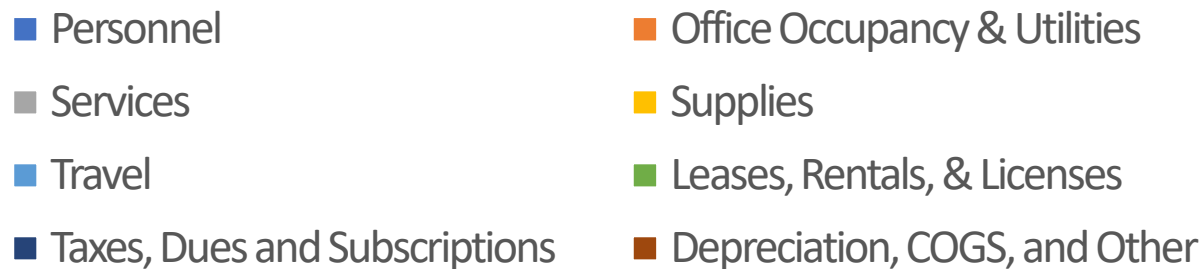 Personnel
Office Occupancy & Utilities
Services
Supplies
Travel
Leases, Rentals, & Licenses
Taxes, Dues and Subscriptions
Depreciation, COGS, and Other